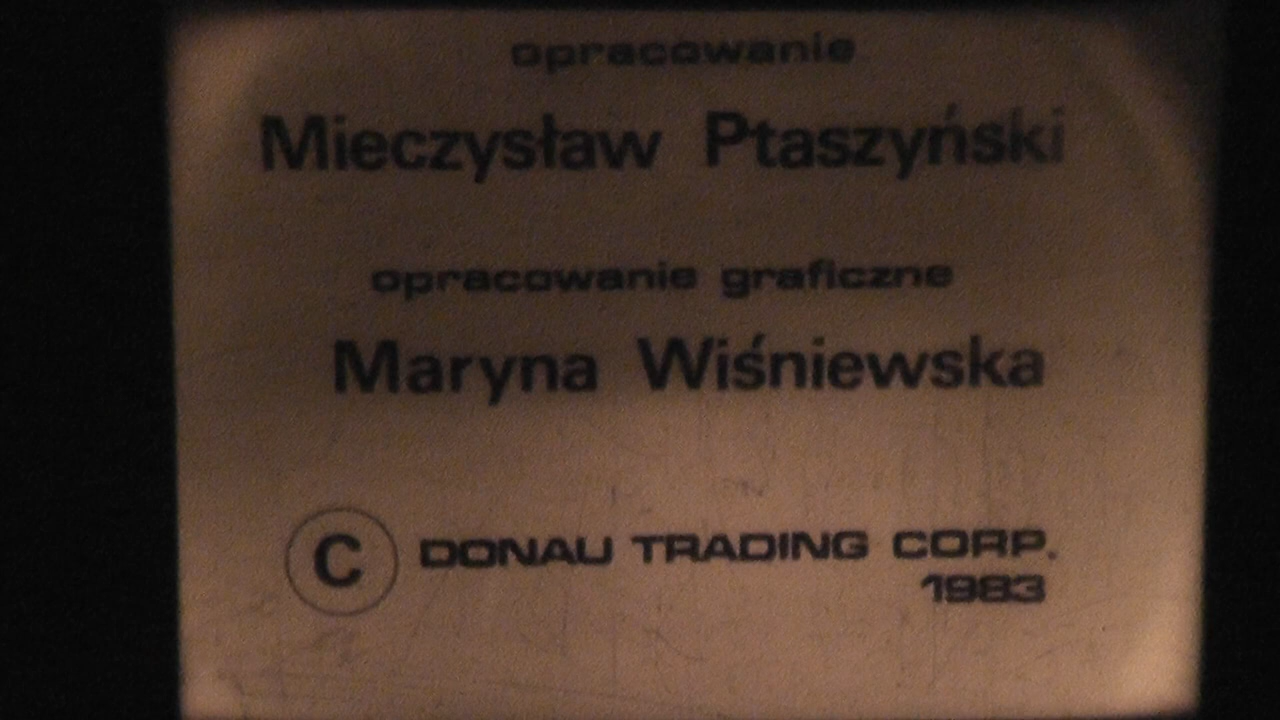 opracowanie
Mieczysław Ptaszyński
opracowanie graficzne
Maryna Wiśniewska
C DONAU TRADING CORP.
1983